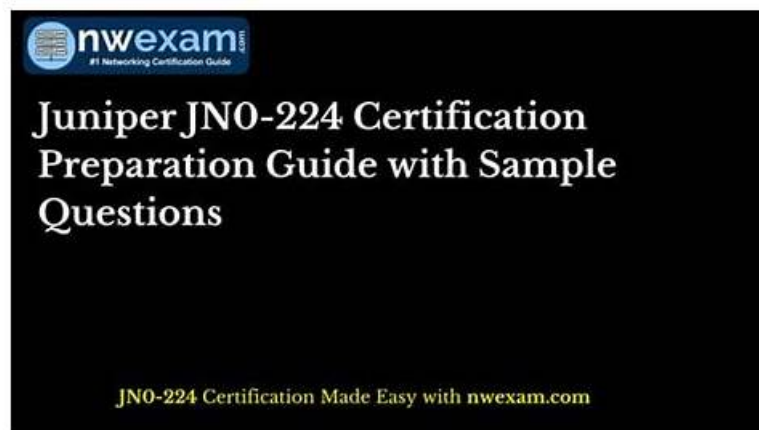 nwexam.com
#1 Networking Certification Guide
Juniper JN0-224 Certification
Preparation Guide with Sample
Questions
JN0-224 Certification Made Easy with nwexam.com